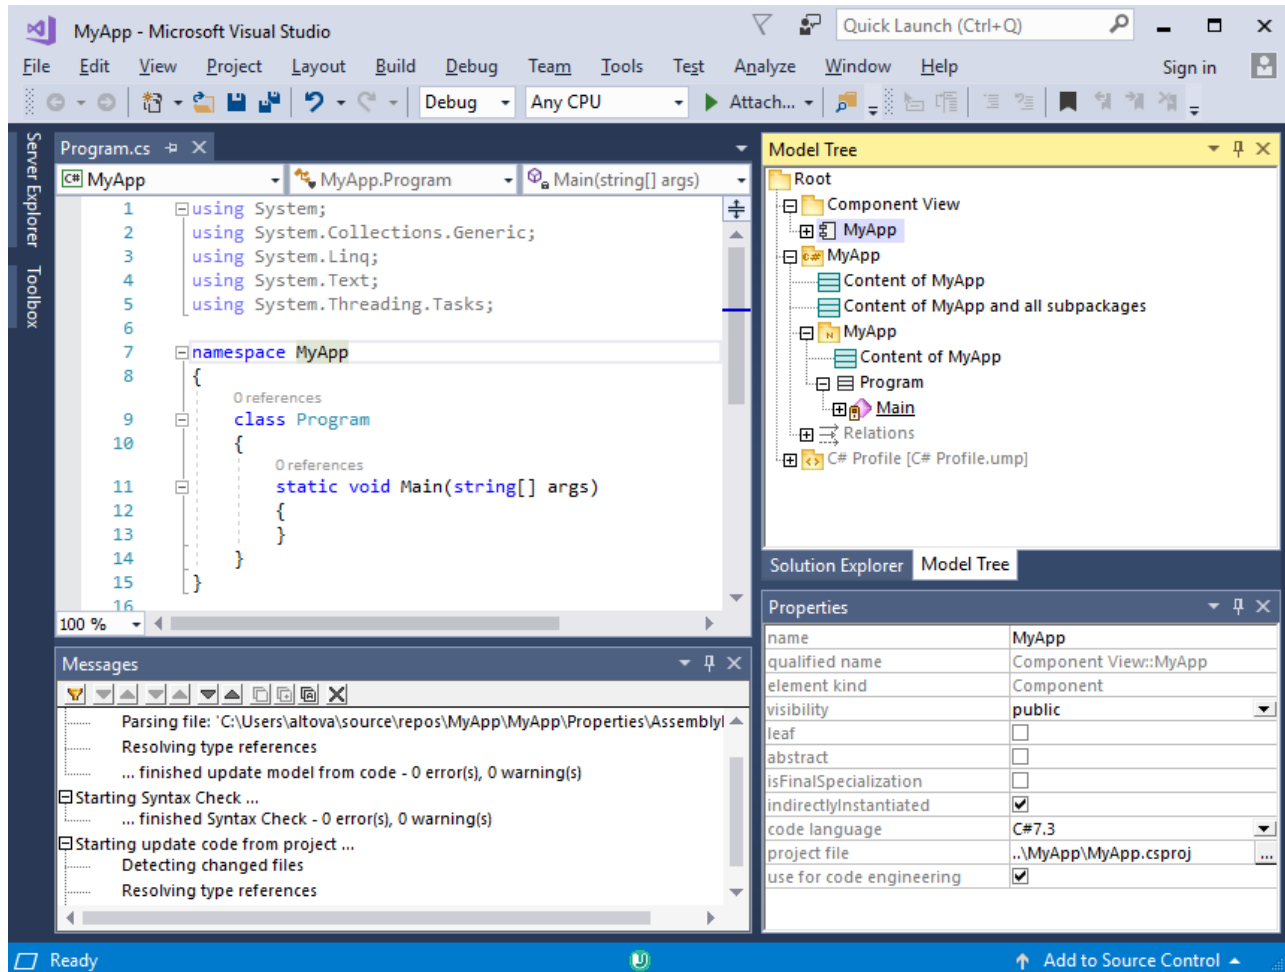 MyApp - Microsoft Visual Studio
Quick Launch (Ctrl+Q)
File Edit View Project Layout Build Debug Team Tools Test Analyze Window Help Sign in
Debug Any CPU Attach...
Server Explorer
Toolbox
Program.cs
C# MyApp MyApp.Program Main(string[] args)
1 using System;
2 using System.Collections.Generic;
3 using System.Linq;
4 using System.Text;
5 using System.Threading.Tasks;
6
7 namespace MyApp
8 {
0 references
9 class Program
10 {
0 references
11 static void Main(string[] args)
12 {
13 }
14 }
15 }
16
100 %
Messages
Parsing file: 'C:\Users\altova\source\repos\MyApp\MyApp\Properties\Assembly
Resolving type references
... finished update model from code - 0 error(s), 0 warning(s)
Starting Syntax Check ...
... finished Syntax Check - 0 error(s), 0 warning(s)
Starting update code from project ...
Detecting changed files
Resolving type references
Model Tree
Root
Component View
MyApp
C# MyApp
Content of MyApp
Content of MyApp and all subpackages
N MyApp
Content of MyApp
Program
Main
Relations
C# Profile [C# Profile.ump]
Solution Explorer Model Tree
Properties
name MyApp
qualified name Component View::MyApp
element kind Component
visibility public
leaf
abstract
isFinalSpecialization
indirectlyInstantiated
code language C#7.3
project file ..\MyApp\MyApp.csproj ...
use for code engineering
Ready
U
Add to Source Control